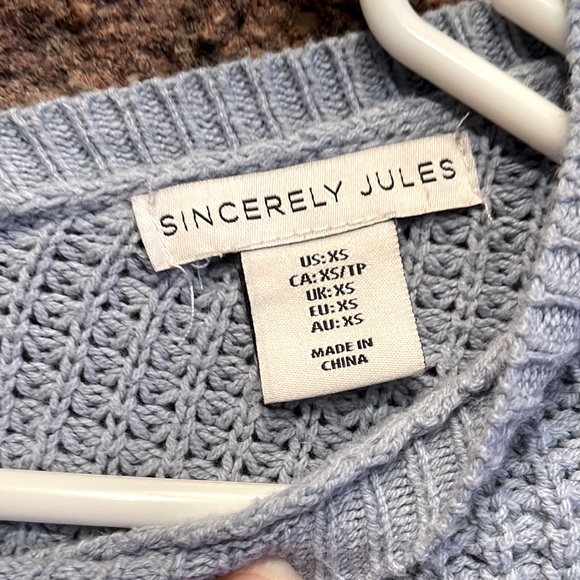 SINCERELY JULES
US: XS
CA: XS/TP
UK: XS
EU: XS
AU: XS
MADE IN
CHINA